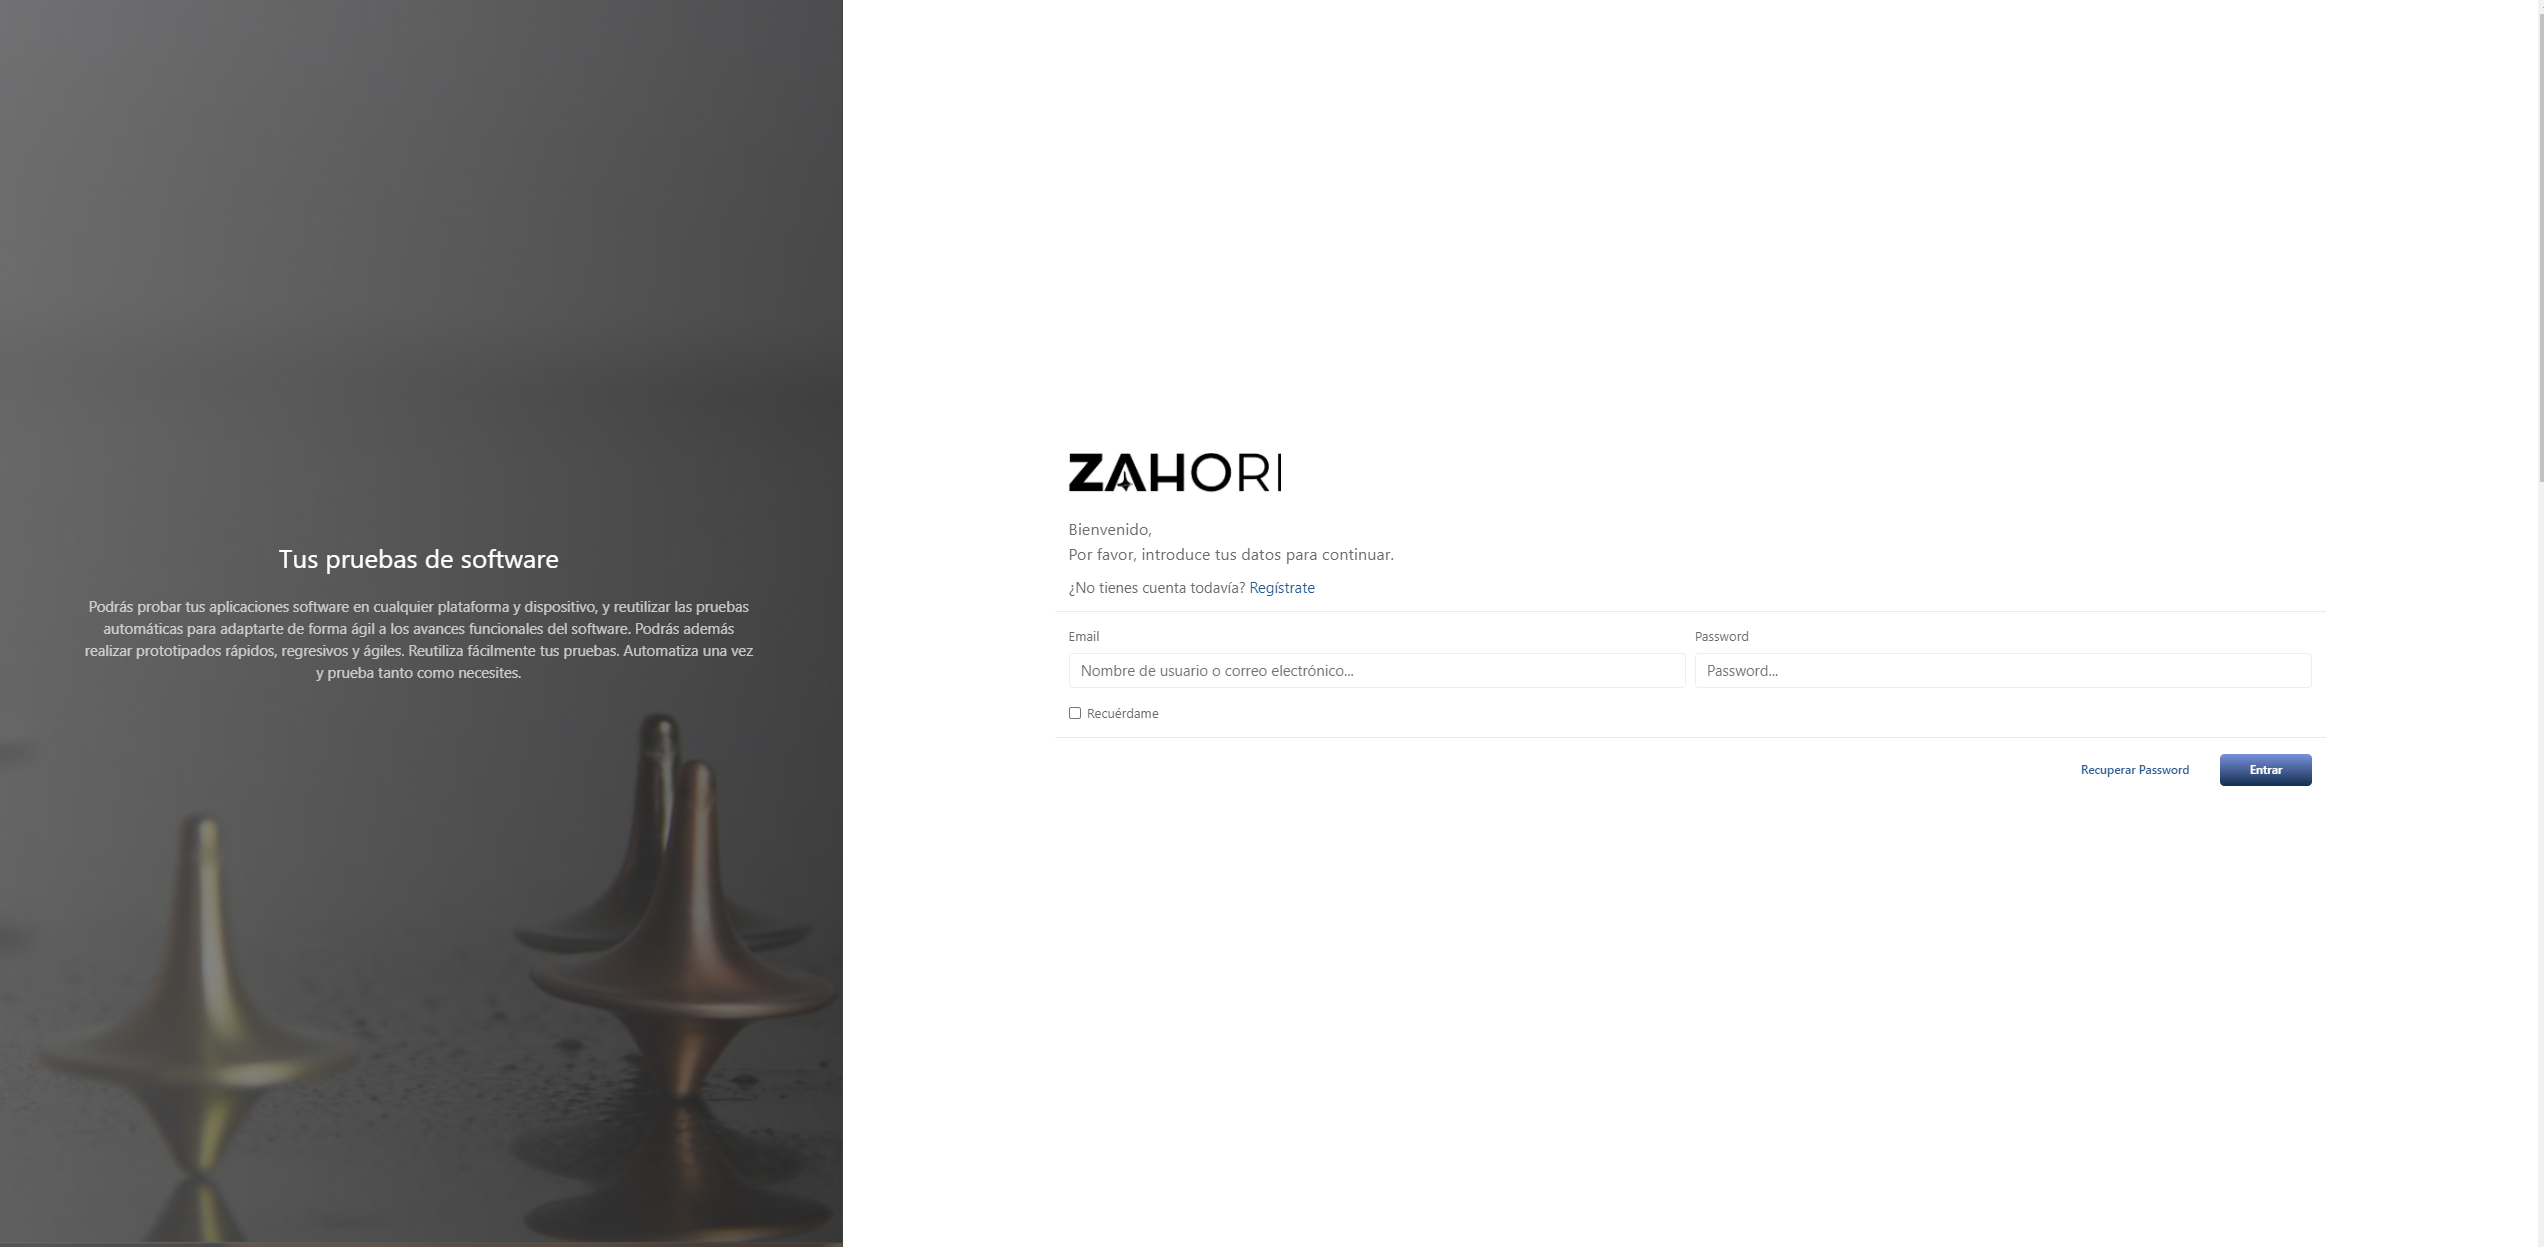 Tus pruebas de software
Podrás probar tus aplicaciones software en cualquier plataforma y dispositivo, y reutilizar las pruebas
automáticas para adaptarte de forma ágil a los avances funcionales del software. Podrás además
realizar prototipados rápidos, regresivos y ágiles. Reutiliza fácilmente tus pruebas. Automatiza una vez
y prueba tanto como necesites.
ZAHORI
Bienvenido,
Por favor, introduce tus datos para continuar.
¿No tienes cuenta todavía? Regístrate
Email
Password
Nombre de usuario o correo electrónico...
Password...
Recuérdame
Recuperar Password
Entrar